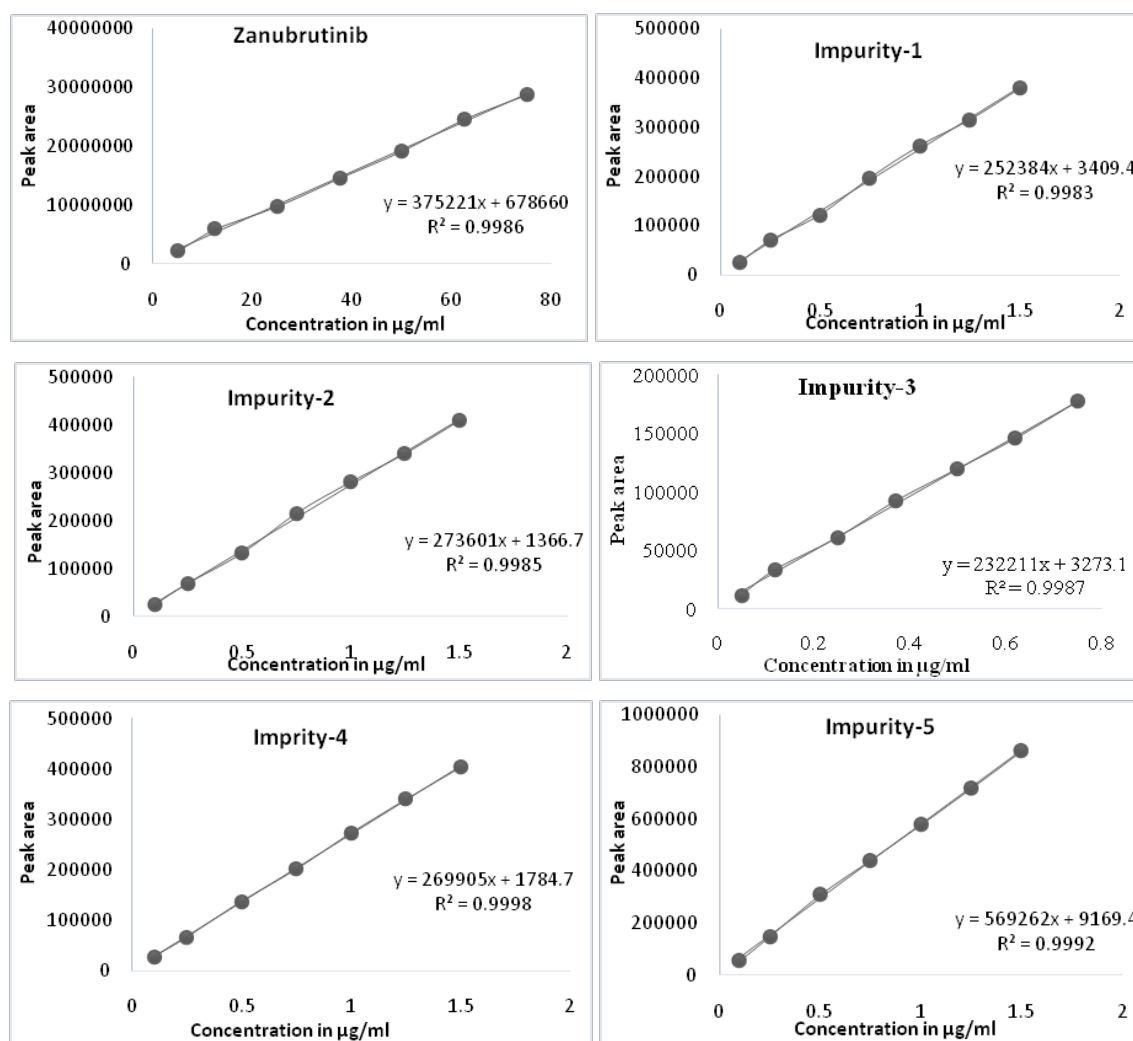 Zanubrutinib
Peak area
40000000
30000000
20000000
10000000
0
y = 375221x + 678660
R² = 0.9986
0 20 40 60 80
Concentration in µg/ml
Impurity-1
Peak area
500000
400000
300000
200000
100000
0
y = 252384x + 3409.4
R² = 0.9983
0 0.5 1 1.5 2
Concentration in µg/ml
Impurity-2
Peak area
500000
400000
300000
200000
100000
0
y = 273601x + 1366.7
R² = 0.9985
0 0.5 1 1.5 2
Concentration in µg/ml
Impurity-3
Peak area
200000
150000
100000
50000
0
y = 232211x + 3273.1
R² = 0.9987
0 0.2 0.4 0.6 0.8
Concentration in µg/ml
Imprity-4
Peak area
500000
400000
300000
200000
100000
0
y = 269905x + 1784.7
R² = 0.9998
0 0.5 1 1.5 2
Concentration in µg/ml
Impurity-5
Peak area
1000000
800000
600000
400000
200000
0
y = 569262x + 9169.4
R² = 0.9992
0 0.5 1 1.5 2
Concentration in µg/ml